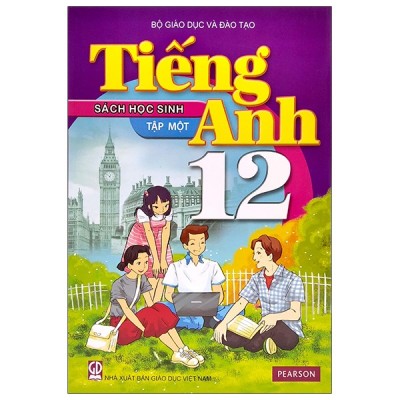 BỘ GIÁO DỤC VÀ ĐÀO TẠO
Tiếng
SÁCH HỌC SINH
TẬP MỘT
Anh
12
NHÀ XUẤT BẢN GIÁO DỤC VIỆT NAM
PEARSON